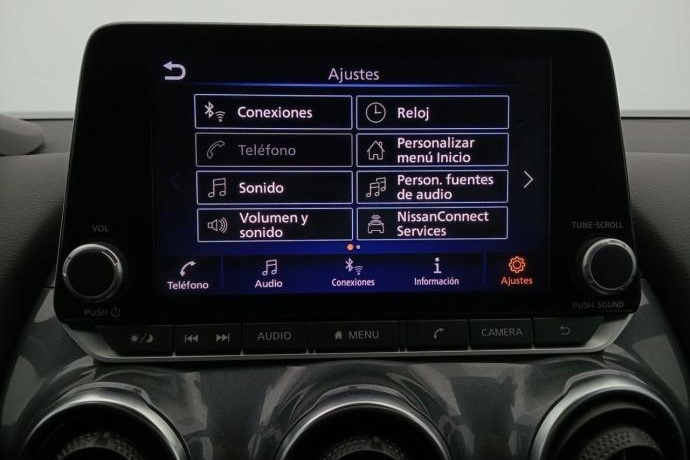 Ajustes
Conexiones
Reloj
Teléfono
Personalizar
menú Inicio
Sonido
Person. fuentes
de audio
Volumen y
sonido
NissanConnect
Services
VOL
TUNE·SCROLL
Teléfono
Audio
Conexiones
Información
Ajustes
PUSH
PUSH SOUND
AUDIO
MENU
CAMERA